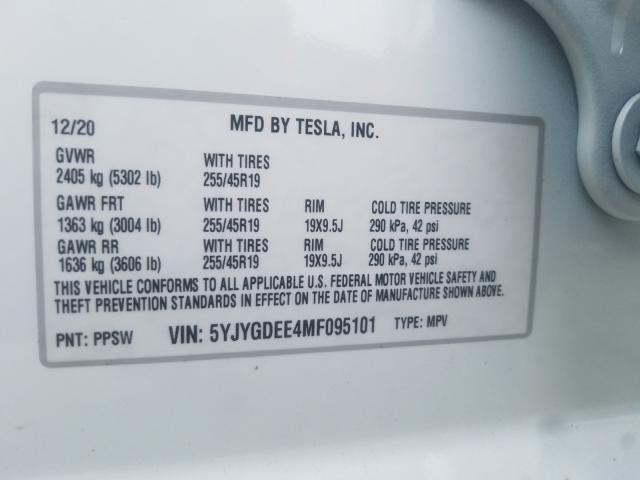 12/20 MFD BY TESLA, INC.
GVWR WITH TIRES
2405 kg (5302 lb) 255/45R19
GAWR FRT WITH TIRES RIM COLD TIRE PRESSURE
1363 kg (3004 lb) 255/45R19 19X9.5J 290 kPa, 42 psi
GAWR RR WITH TIRES RIM COLD TIRE PRESSURE
1636 kg (3606 lb) 255/45R19 19X9.5J 290 kPa, 42 psi
THIS VEHICLE CONFORMS TO ALL APPLICABLE U.S. FEDERAL MOTOR VEHICLE SAFETY AND
THEFT PREVENTION STANDARDS IN EFFECT ON THE DATE OF MANUFACTURE SHOWN ABOVE.
PNT: PPSW VIN: 5YJYGDEE4MF095101 TYPE: MPV